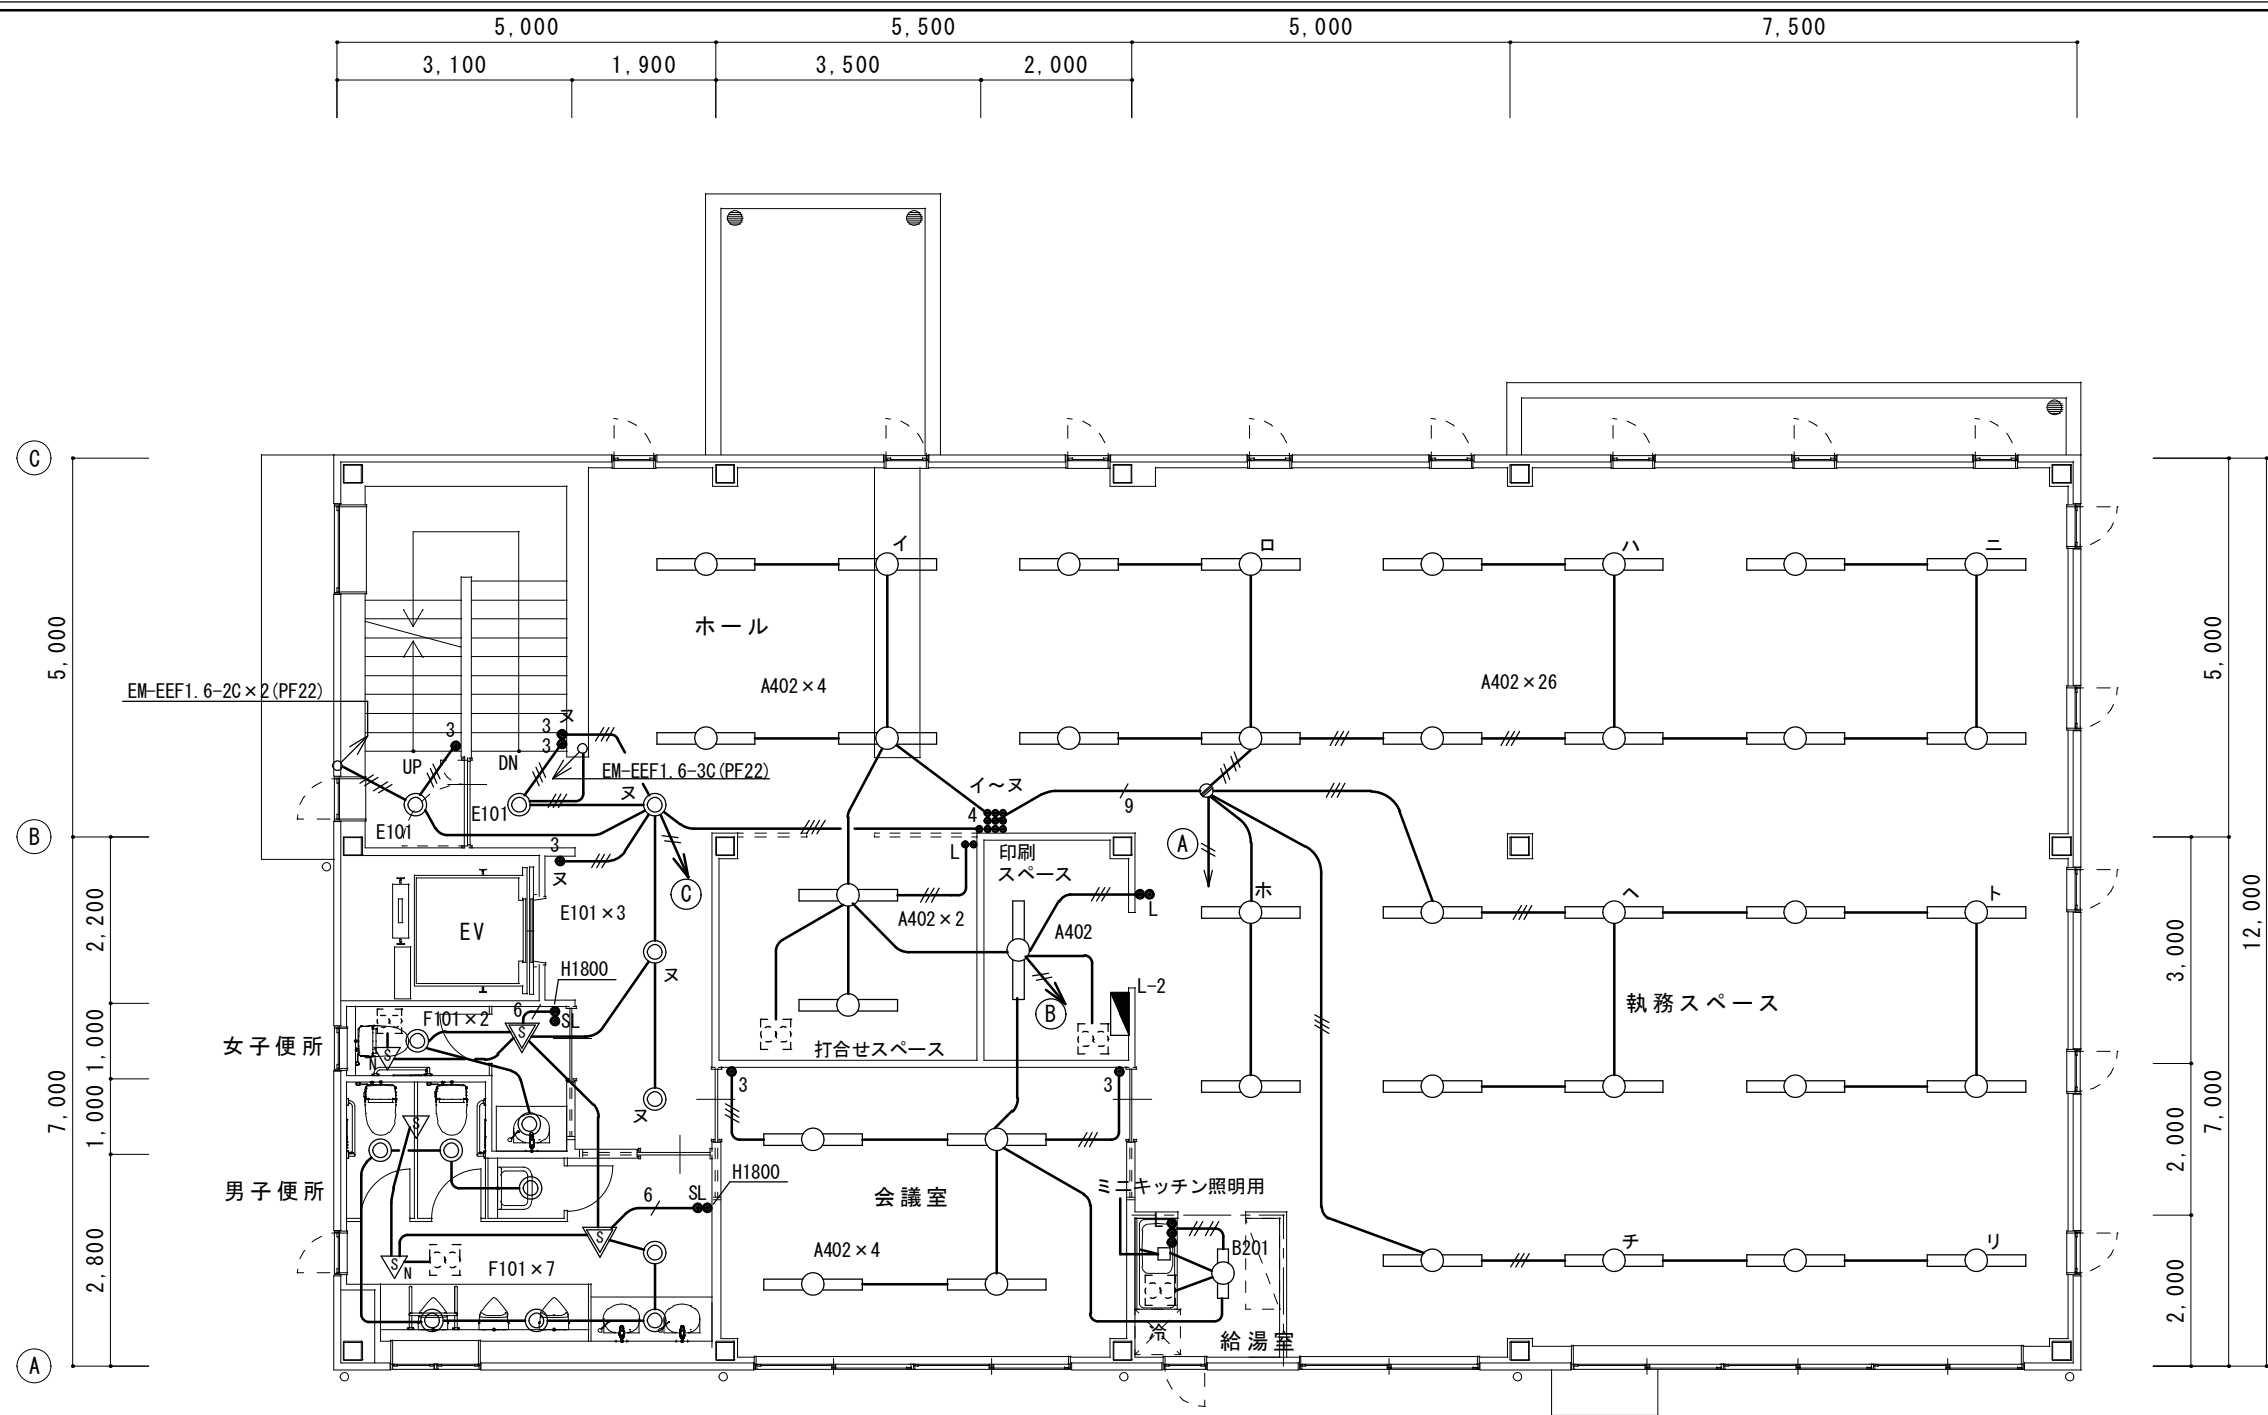 5,000
5,500
5,000
7,500
3,100
1,900
3,500
2,000
C
イ
ロ
ハ
ニ
ホール
5,000
5,000
A402×4
A402×26
EM-EEF1.6-2C×2(PF22)
3
3
ヌ
3
UP
DN
EM-EEF1.6-3C(PF22)
イ～ヌ
ヌ
4
9
E101
E101
B
A
3
L
印刷
スペース
ヌ
C
ホ
ヘ
ト
2,200
EV
E101×3
A402×2
A402
L
3,000
12,000
H1800
ヌ
L-2
6
SL
B
執務スペース
F101×2
S
女子便所
S
N
打合せスペース
1,000
7,000
3
3
1,000
ヌ
S
7,000
2,000
男子便所
H1800
ミニキッチン照明用
6
SL
会議室
L
S
A402×4
B201
チ
リ
2,800
S
N
F101×7
2,000
冷
給湯室
A